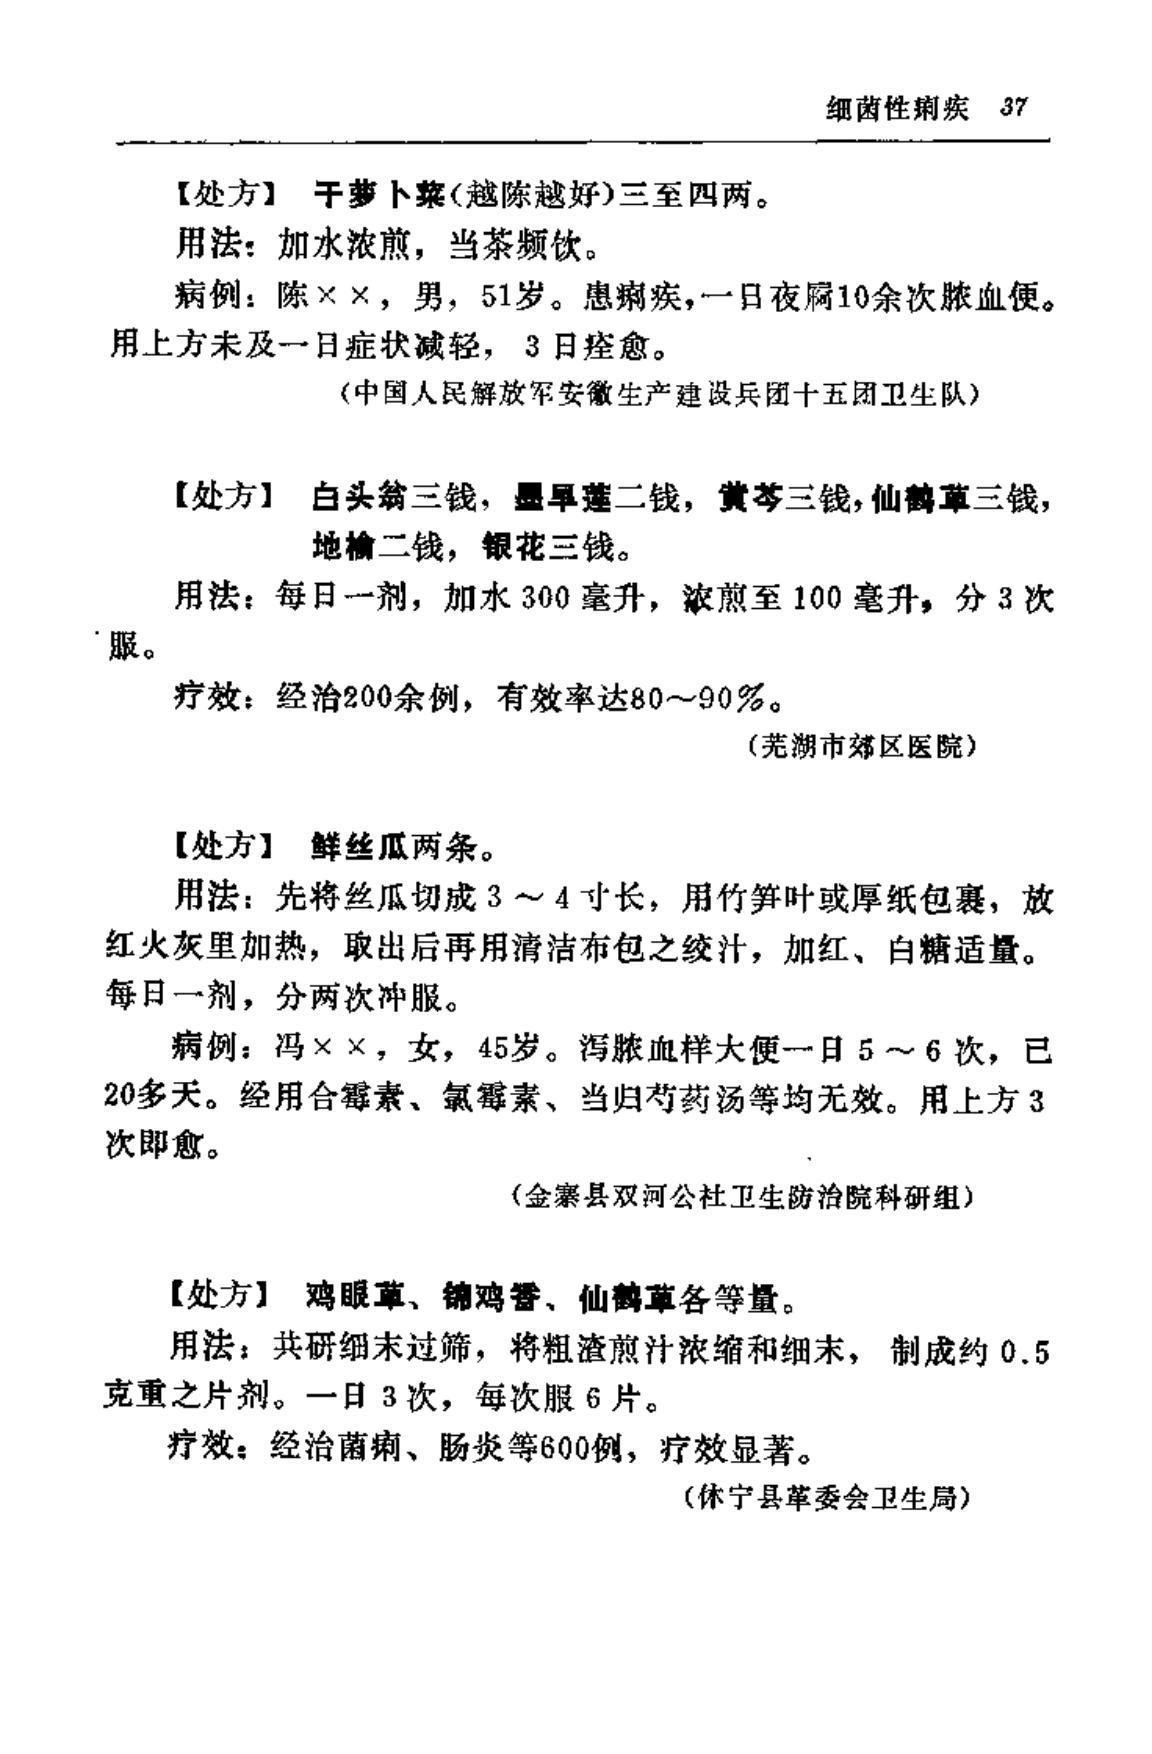 细菌性痢疾 37
【处方】 干萝卜菜(越陈越好)三至四两。
用法：加水浓煎，当茶频饮。
病例：陈××，男，51岁。患痢疾，一日夜屙10余次脓血便。
用上方未及一日症状减轻，3日痊愈。
(中国人民解放军安徽生产建设兵团十五团卫生队)
【处方】 白头翁三钱，墨旱莲二钱，黄芩三钱，仙鹤草三钱，
地榆二钱，银花三钱。
用法：每日一剂，加水 300 毫升，浓煎至 100 毫升，分 3 次
服。
疗效：经治200余例，有效率达80～90%。
(芜湖市郊区医院)
【处方】 鲜丝瓜两条。
用法：先将丝瓜切成 3 ～ 4 寸长，用竹笋叶或厚纸包裹，放
红火灰里加热，取出后再用清洁布包之绞汁，加红、白糖适量。
每日一剂，分两次冲服。
病例：冯××，女，45岁。泻脓血样大便一日 5 ～ 6 次，已
20多天。经用合霉素、氯霉素、当归芍药汤等均无效。用上方 3
次即愈。
(金寨县双河公社卫生防治院科研组)
【处方】 鸡眼草、锦鸡香、仙鹤草各等量。
用法：共研细末过筛，将粗渣煎汁浓缩和细末，制成约 0.5
克重之片剂。一日 3 次，每次服 6 片。
疗效：经治菌痢、肠炎等600例，疗效显著。
(休宁县革委会卫生局)